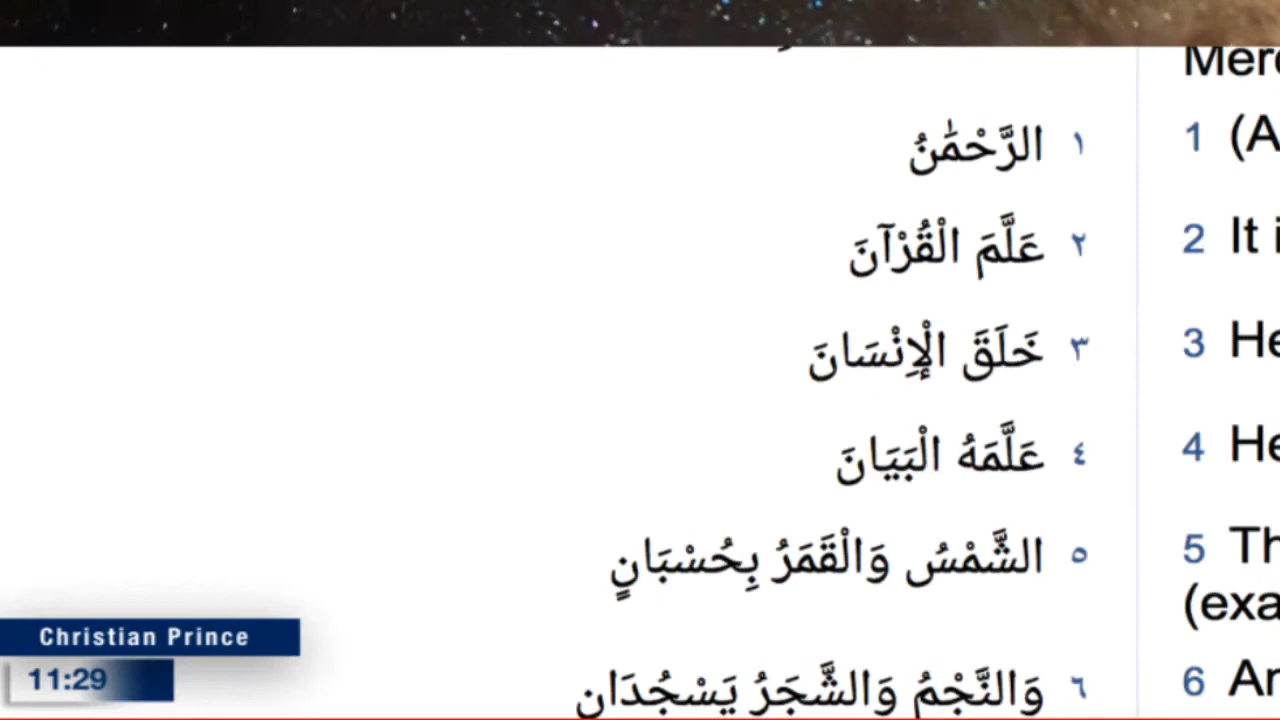 Merc
١ الرَّحْمَٰنُ
1 (A
٢ عَلَّمَ الْقُرْآنَ
2 It i
٣ خَلَقَ الْإِنْسَانَ
3 He
٤ عَلَّمَهُ الْبَيَانَ
4 He
٥ الشَّمْسُ وَالْقَمَرُ بِحُسْبَانٍ
5 Th
(exa
٦ وَالنَّجْمُ وَالشَّجَرُ يَسْجُدَانِ
6 An
Christian Prince
11:29